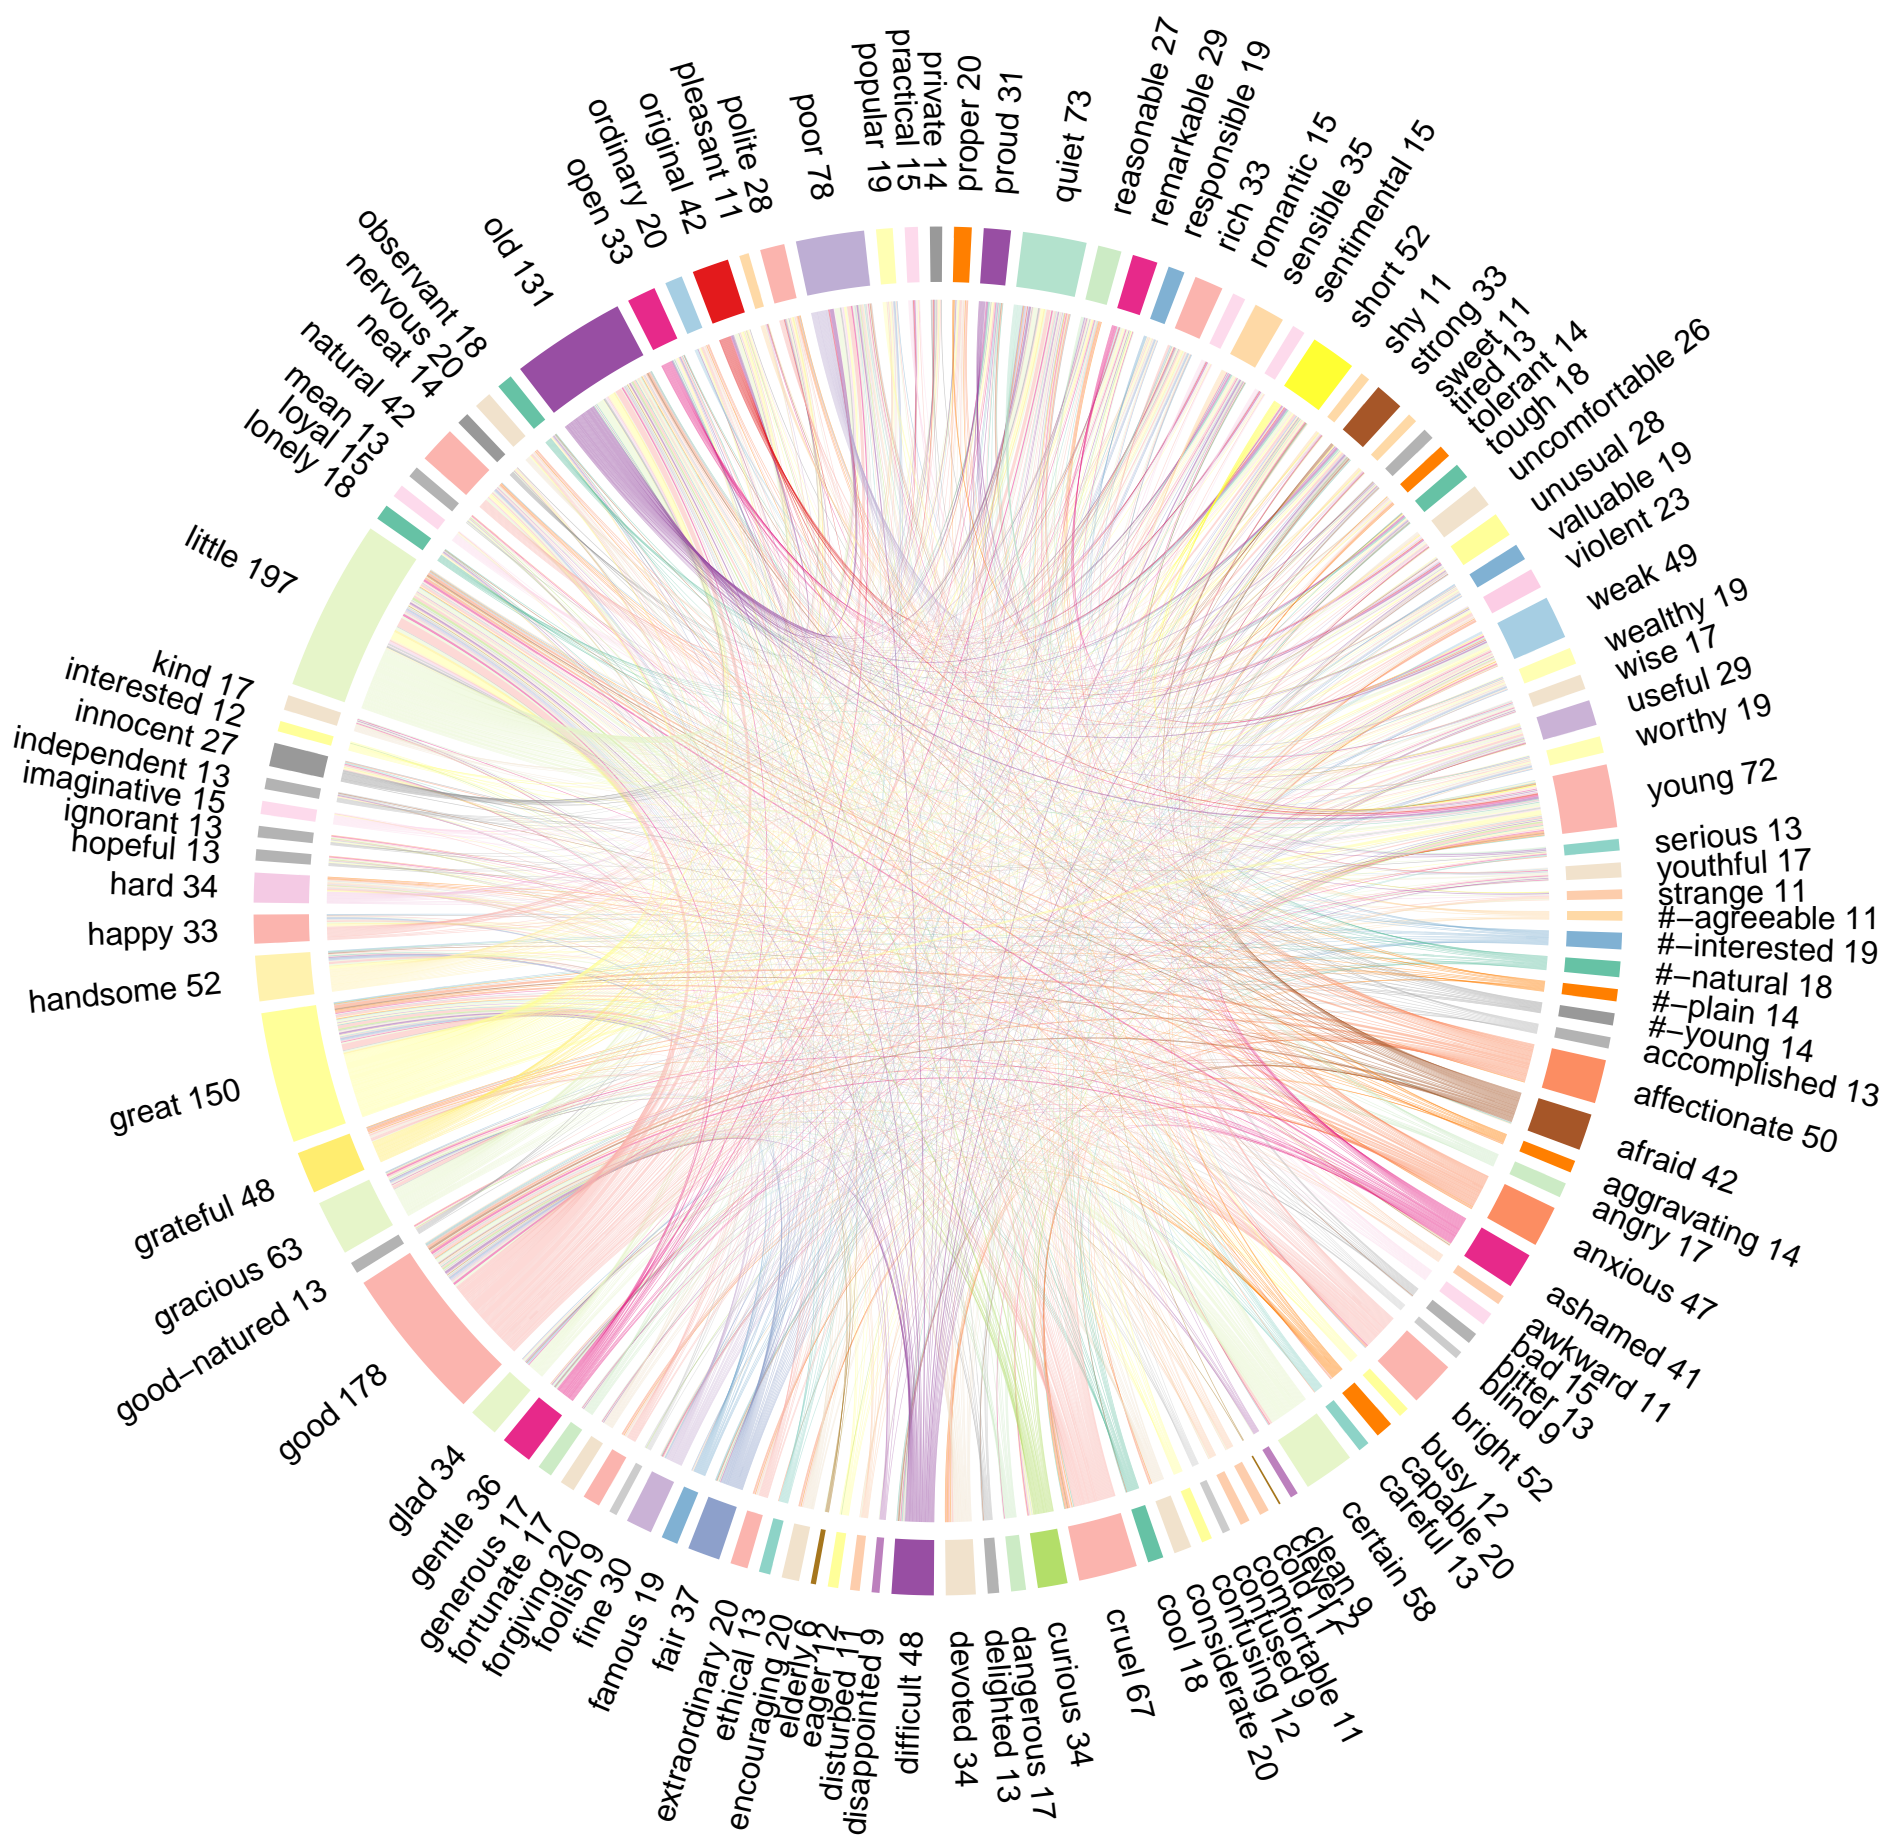 private 14
proper 20
proud 31
quiet 73
reasonable 27
remarkable 29
responsible 19
rich 33
romantic 15
sensible 35
sentimental 15
short 52
shy 11
strong 33
sweet 11
tired 13
tolerant 14
tough 18
uncomfortable 26
unusual 28
valuable 19
violent 23
weak 49
wealthy 19
wise 17
useful 29
worthy 19
young 72
serious 13
youthful 17
strange 11
#–agreeable 11
#–interested 19
#–natural 18
#–plain 14
#–young 14
accomplished 13
affectionate 50
afraid 42
aggravating 14
angry 17
anxious 47
ashamed 41
awkward 11
bad 15
bitter 13
blind 9
bright 52
busy 12
capable 20
careful 13
certain 58
clean 9
clever 2
cold 11
comfortable 11
confused 9
confusing 12
considerate 20
cool 18
cruel 67
curious 34
dangerous 17
delighted 13
devoted 34
difficult 48
disappointed 9
disturbed 11
eager 12
elderly 6
encouraging 20
ethical 13
extraordinary 20
fair 37
famous 19
fine 30
foolish 9
forgiving 20
fortunate 17
generous 17
gentle 36
glad 34
good 178
good–natured 13
gracious 63
grateful 48
great 150
handsome 52
happy 33
hard 34
hopeful 13
ignorant 13
imaginative 15
independent 13
innocent 27
interested 12
kind 17
little 197
lonely 18
loyal 15
mean 13
natural 42
neat 14
nervous 20
observant 18
old 131
open 33
ordinary 20
original 42
pleasant 11
polite 28
poor 78
popular 19
practical 15